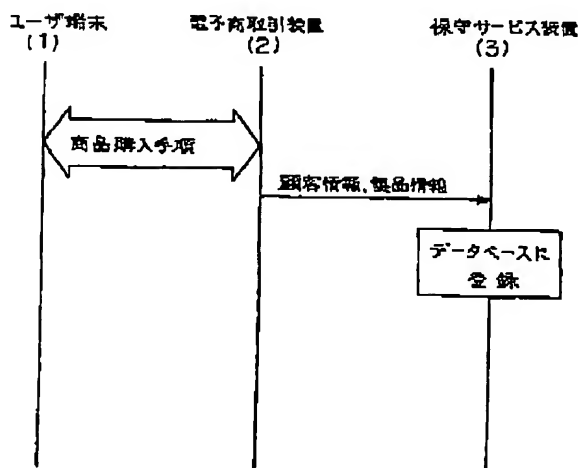 ユーザ端末
(1)
電子商取引装置
(2)
保守サービス装置
(3)
商品購入手順
顧客情報,製品情報
データベースに
登録